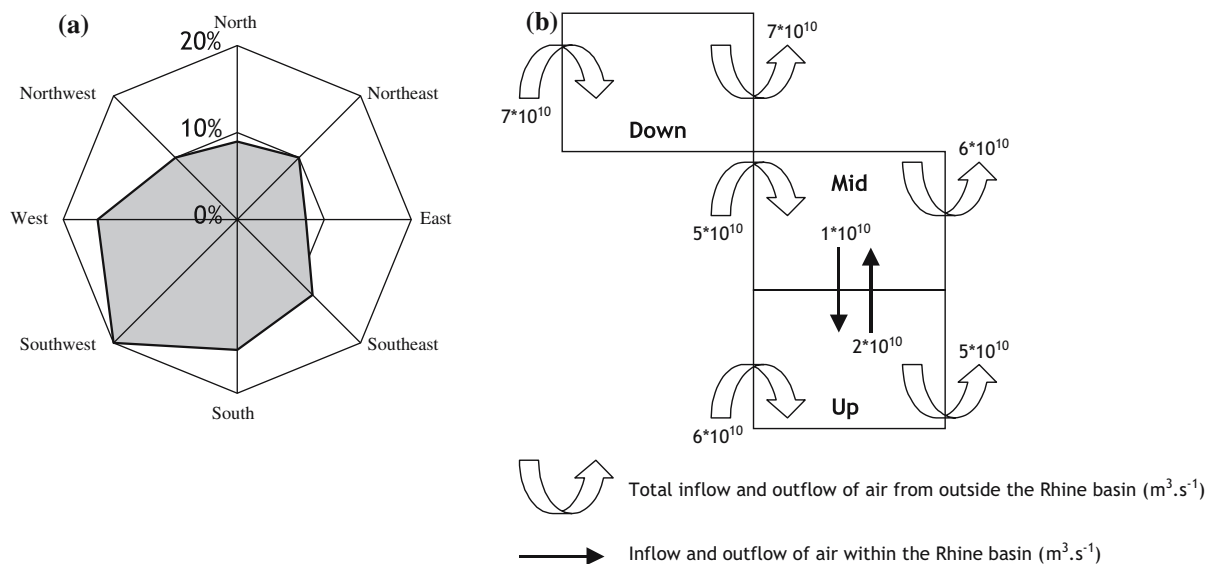 (a)
North
20%
Northwest
Northeast
10%
West
0%
East
Southwest
Southeast
South
(b)
7*10^10
7*10^10
Down
6*10^10
Mid
5*10^10
1*10^10
2*10^10
5*10^10
Up
6*10^10
Total inflow and outflow of air from outside the Rhine basin (m³.s⁻¹)
Inflow and outflow of air within the Rhine basin (m³.s⁻¹)